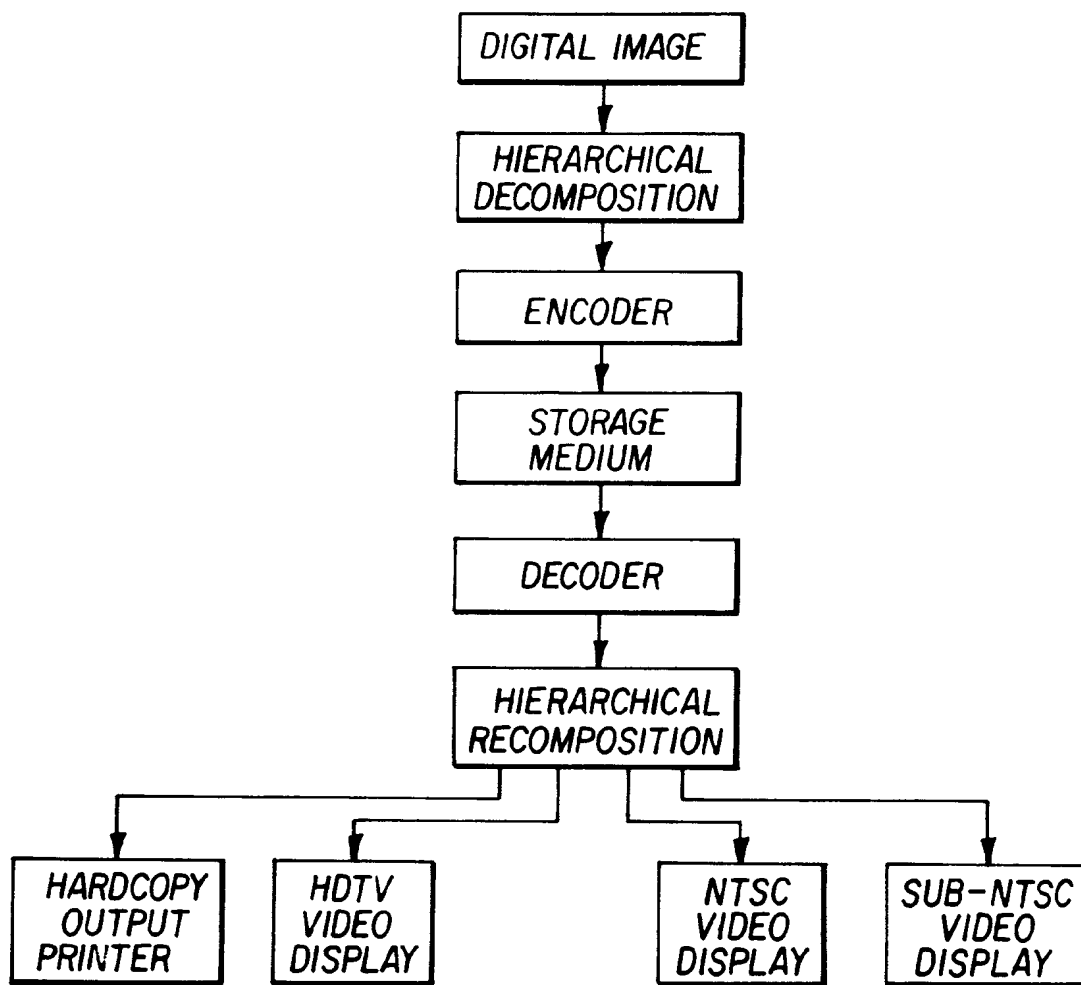 DIGITAL IMAGE
HIERARCHICAL
DECOMPOSITION
ENCODER
STORAGE
MEDIUM
DECODER
HIERARCHICAL
RECOMPOSITION
HARDCOPY
OUTPUT
PRINTER
HDTV
VIDEO
DISPLAY
NTSC
VIDEO
DISPLAY
SUB-NTSC
VIDEO
DISPLAY